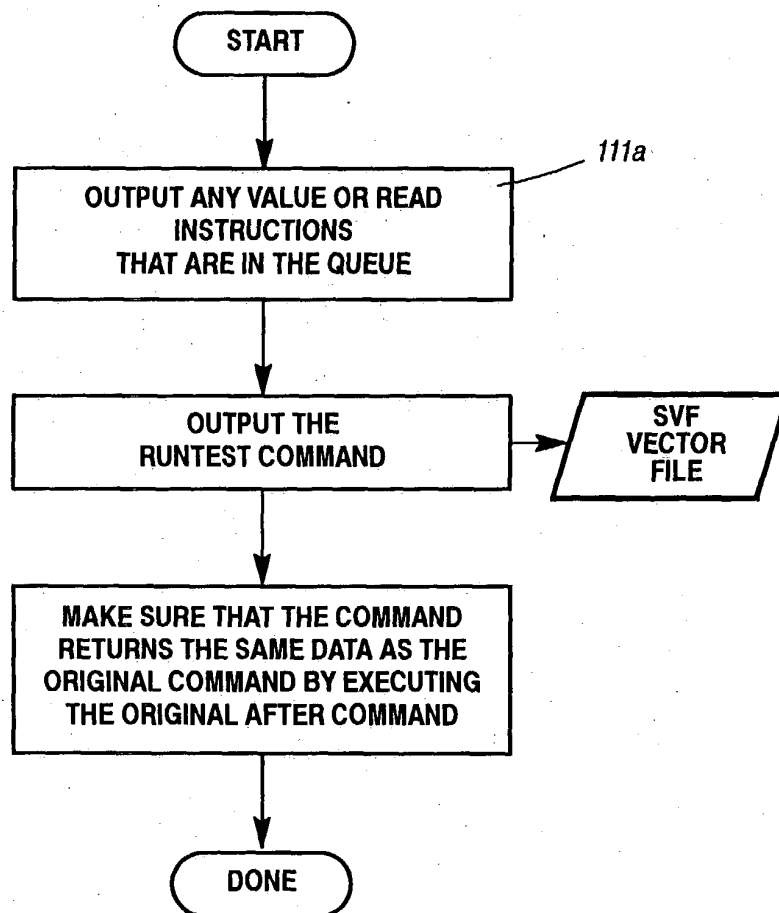 START
111a
OUTPUT ANY VALUE OR READ
INSTRUCTIONS
THAT ARE IN THE QUEUE
OUTPUT THE
RUNTEST COMMAND
SVF
VECTOR
FILE
MAKE SURE THAT THE COMMAND
RETURNS THE SAME DATA AS THE
ORIGINAL COMMAND BY EXECUTING
THE ORIGINAL AFTER COMMAND
DONE